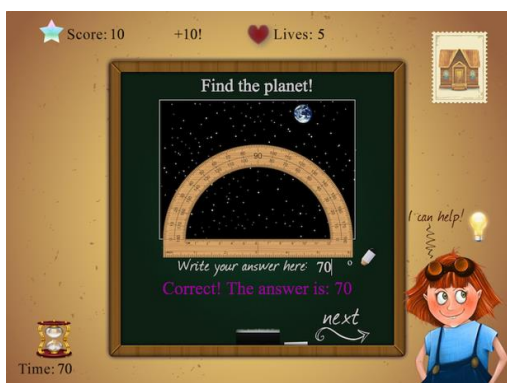 Score: 10 +10! Lives: 5
Find the planet!
90
Write your answer here: 70 °
Correct! The answer is: 70
I can help!
next
Time: 70